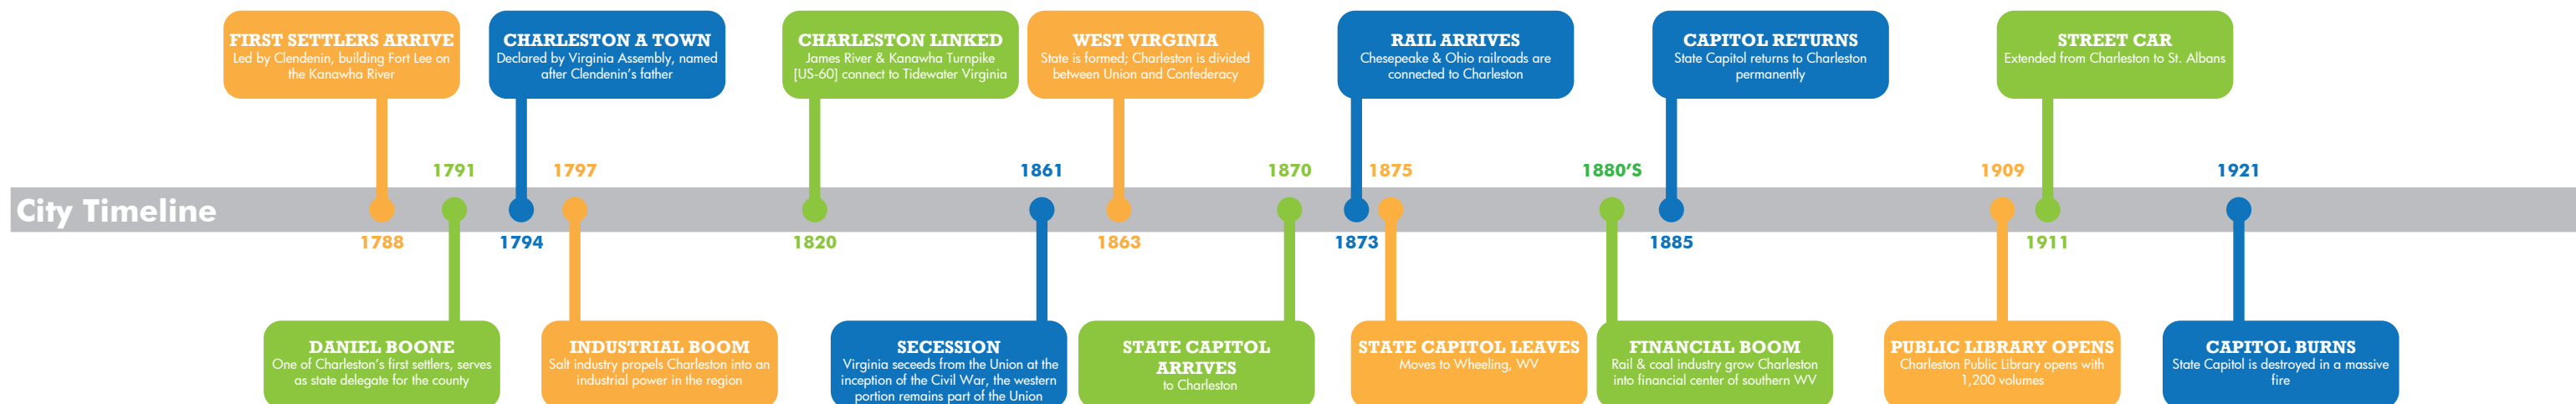 FIRST SETTLERS ARRIVE
Led by Clendenin, building Fort Lee on
the Kanawha River
CHARLESTON A TOWN
Declared by Virginia Assembly, named
after Clendenin's father
CHARLESTON LINKED
James River & Kanawha Turnpike
[US-60] connect to Tidewater Virginia
WEST VIRGINIA
State is formed; Charleston is divided
between Union and Confederacy
RAIL ARRIVES
Chesepeake & Ohio railroads are
connected to Charleston
CAPITOL RETURNS
State Capitol returns to Charleston
permanently
STREET CAR
Extended from Charleston to St. Albans
1791
1797
1861
1870
1875
1880'S
1909
1921
City Timeline
1788
1794
1820
1863
1873
1885
1911
DANIEL BOONE
One of Charleston's first settlers, serves
as state delegate for the county
INDUSTRIAL BOOM
Salt industry propels Charleston into an
industrial power in the region
SECESSION
Virginia seceeds from the Union at the
inception of the Civil War, the western
portion remains part of the Union
STATE CAPITOL
ARRIVES
to Charleston
STATE CAPITOL LEAVES
Moves to Wheeling, WV
FINANCIAL BOOM
Rail & coal industry grow Charleston
into financial center of southern WV
PUBLIC LIBRARY OPENS
Charleston Public Library opens with
1,200 volumes
CAPITOL BURNS
State Capitol is destroyed in a massive
fire